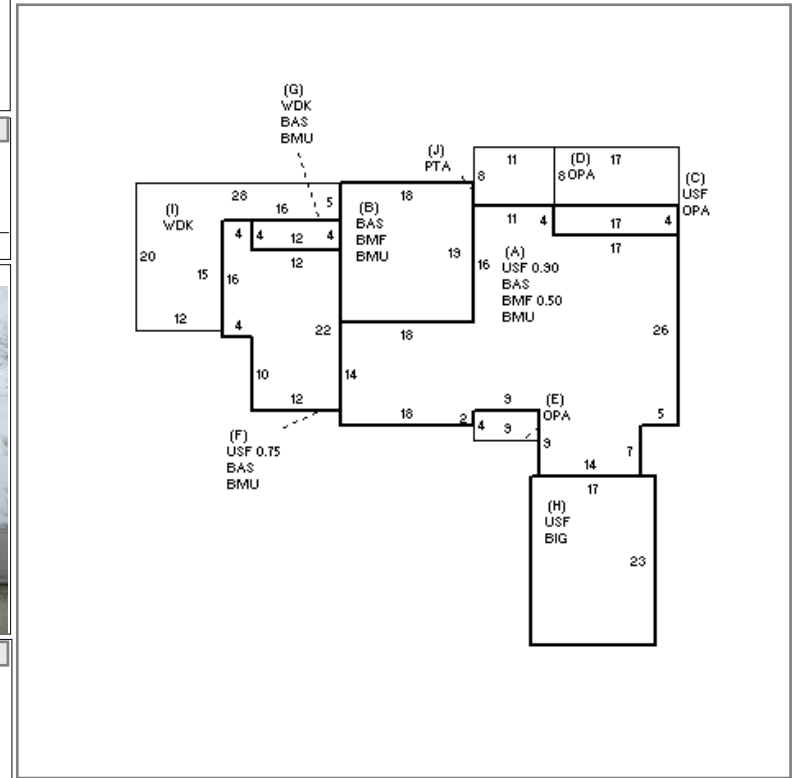 (G)
WDK
BAS
BMU
(J)
PTA
11
(D)
17
8
8
OPA
(C)
USF
OPA
28
5
18
(I)
WDK
16
(B)
BAS
BMF
BMU
11
4
17
4
4
4
12
4
12
17
20
15
16
19
16
(A)
USF 0.90
BAS
BMF 0.50
BMU
12
4
22
18
26
10
14
12
18
2
9
(E)
OPA
4
9
9
5
7
(F)
USF 0.75
BAS
BMU
14
17
(H)
USF
BIG
23